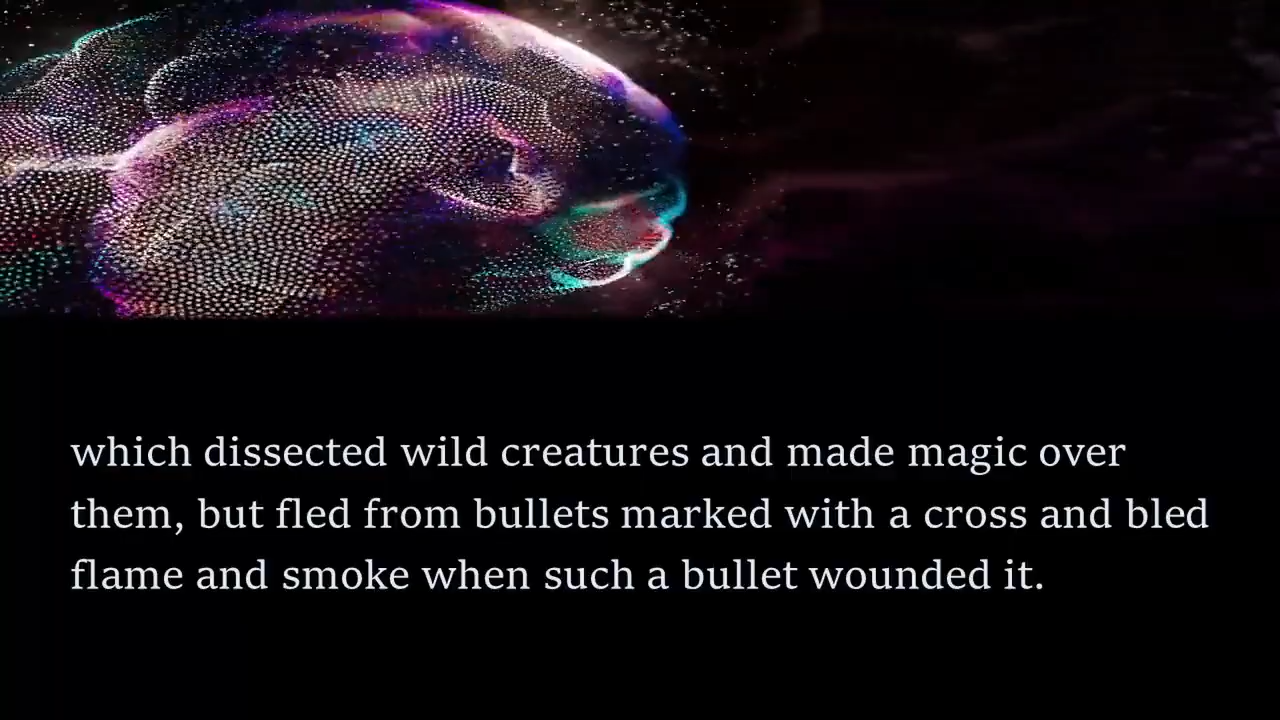 which dissected wild creatures and made magic over
them, but fled from bullets marked with a cross and bled
flame and smoke when such a bullet wounded it.